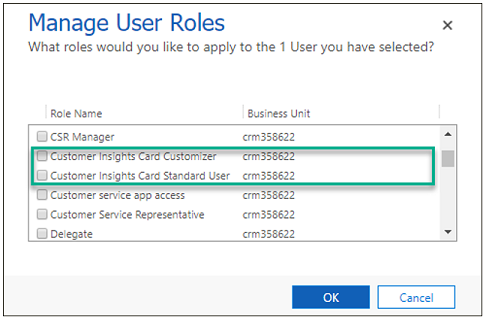 Manage User Roles
What roles would you like to apply to the 1 User you have selected?
Role Name Business Unit
CSR Manager crm358622
Customer Insights Card Customizer crm358622
Customer Insights Card Standard User crm358622
Customer service app access crm358622
Customer Service Representative crm358622
Delegate crm358622
OK Cancel